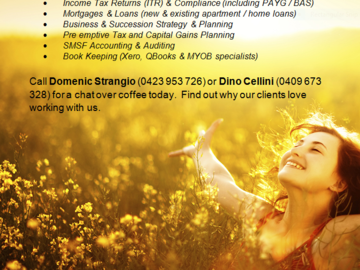 • Income Tax Returns (ITR) & Compliance (including PAYG / BAS)
• Mortgages & Loans (new & existing apartment / home loans)
• Business & Succession Strategy & Planning
• Pre emptive Tax and Capital Gains Planning
• SMSF Accounting & Auditing
• Book Keeping (Xero, QBooks & MYOB specialists)
Call Domenic Strangio (0423 953 726) or Dino Cellini (0409 673
328) for a chat over coffee today. Find out why our clients love
working with us.